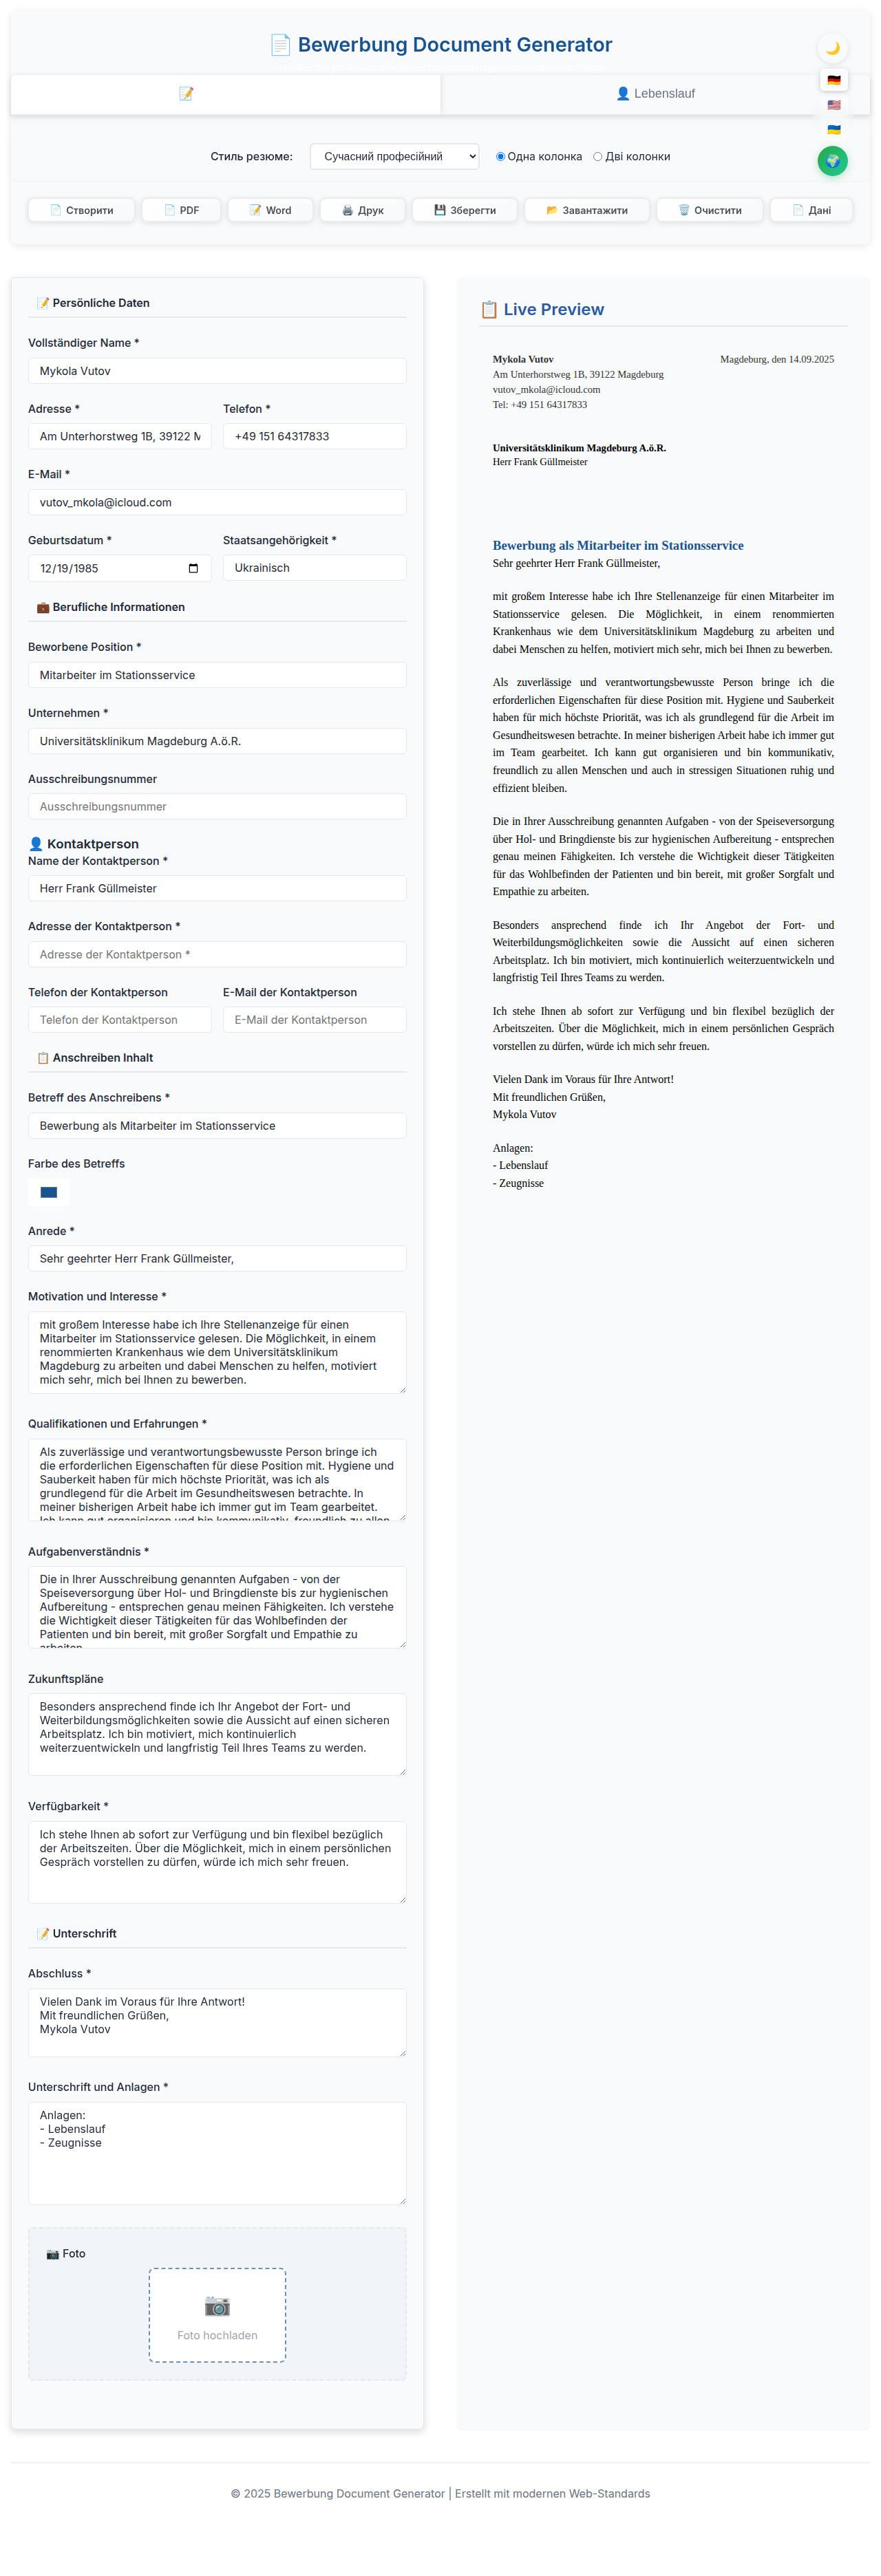 📄 Bewerbung Document Generator
🌙
📝
👤 Lebenslauf
🇩🇪
🇺🇸
🇺🇦
🌍
Стиль резюме:
Сучасний професійний
Одна колонка
Дві колонки
📄 Створити
📄 PDF
📝 Word
🖨️ Друк
💾 Зберегти
📂 Завантажити
🗑️ Очистити
📄 Дані
📝 Persönliche Daten
Vollständiger Name *
Mykola Vutov
Adresse *
Telefon *
Am Unterhorstweg 1B, 39122 M
+49 151 64317833
E-Mail *
vutov_mkola@icloud.com
Geburtsdatum *
Staatsangehörigkeit *
12/19/1985
Ukrainisch
💼 Berufliche Informationen
Beworbene Position *
Mitarbeiter im Stationsservice
Unternehmen *
Universitätsklinikum Magdeburg A.ö.R.
Ausschreibungsnummer
Ausschreibungsnummer
👤 Kontaktperson
Name der Kontaktperson *
Herr Frank Güllmeister
Adresse der Kontaktperson *
Adresse der Kontaktperson *
Telefon der Kontaktperson
E-Mail der Kontaktperson
Telefon der Kontaktperson
E-Mail der Kontaktperson
📋 Anschreiben Inhalt
Betreff des Anschreibens *
Bewerbung als Mitarbeiter im Stationsservice
Farbe des Betreffs
Anrede *
Sehr geehrter Herr Frank Güllmeister,
Motivation und Interesse *
mit großem Interesse habe ich Ihre Stellenanzeige für einen
Mitarbeiter im Stationsservice gelesen. Die Möglichkeit, in einem
renommierten Krankenhaus wie dem Universitätsklinikum
Magdeburg zu arbeiten und dabei Menschen zu helfen, motiviert
mich sehr, mich bei Ihnen zu bewerben.
Qualifikationen und Erfahrungen *
Als zuverlässige und verantwortungsbewusste Person bringe ich
die erforderlichen Eigenschaften für diese Position mit. Hygiene und
Sauberkeit haben für mich höchste Priorität, was ich als
grundlegend für die Arbeit im Gesundheitswesen betrachte. In
meiner bisherigen Arbeit habe ich immer gut im Team gearbeitet.
Ich kann gut organisieren und bin kommunikativ, freundlich zu allen
Aufgabenverständnis *
Die in Ihrer Ausschreibung genannten Aufgaben - von der
Speiseversorgung über Hol- und Bringdienste bis zur hygienischen
Aufbereitung - entsprechen genau meinen Fähigkeiten. Ich verstehe
die Wichtigkeit dieser Tätigkeiten für das Wohlbefinden der
Patienten und bin bereit, mit großer Sorgfalt und Empathie zu
arbeiten.
Zukunftspläne
Besonders ansprechend finde ich Ihr Angebot der Fort- und
Weiterbildungsmöglichkeiten sowie die Aussicht auf einen sicheren
Arbeitsplatz. Ich bin motiviert, mich kontinuierlich
weiterzuentwickeln und langfristig Teil Ihres Teams zu werden.
Verfügbarkeit *
Ich stehe Ihnen ab sofort zur Verfügung und bin flexibel bezüglich
der Arbeitszeiten. Über die Möglichkeit, mich in einem persönlichen
Gespräch vorstellen zu dürfen, würde ich mich sehr freuen.
📝 Unterschrift
Abschluss *
Vielen Dank im Voraus für Ihre Antwort!
Mit freundlichen Grüßen,
Mykola Vutov
Unterschrift und Anlagen *
Anlagen:
- Lebenslauf
- Zeugnisse
📷 Foto
📷
Foto hochladen
📋 Live Preview
Mykola Vutov
Magdeburg, den 14.09.2025
Am Unterhorstweg 1B, 39122 Magdeburg
vutov_mkola@icloud.com
Tel: +49 151 64317833
Universitätsklinikum Magdeburg A.ö.R.
Herr Frank Güllmeister
Bewerbung als Mitarbeiter im Stationsservice
Sehr geehrter Herr Frank Güllmeister,
mit großem Interesse habe ich Ihre Stellenanzeige für einen Mitarbeiter im
Stationsservice gelesen. Die Möglichkeit, in einem renommierten
Krankenhaus wie dem Universitätsklinikum Magdeburg zu arbeiten und
dabei Menschen zu helfen, motiviert mich sehr, mich bei Ihnen zu bewerben.
Als zuverlässige und verantwortungsbewusste Person bringe ich die
erforderlichen Eigenschaften für diese Position mit. Hygiene und Sauberkeit
haben für mich höchste Priorität, was ich als grundlegend für die Arbeit im
Gesundheitswesen betrachte. In meiner bisherigen Arbeit habe ich immer gut
im Team gearbeitet. Ich kann gut organisieren und bin kommunikativ,
freundlich zu allen Menschen und auch in stressigen Situationen ruhig und
effizient bleiben.
Die in Ihrer Ausschreibung genannten Aufgaben - von der Speiseversorgung
über Hol- und Bringdienste bis zur hygienischen Aufbereitung - entsprechen
genau meinen Fähigkeiten. Ich verstehe die Wichtigkeit dieser Tätigkeiten
für das Wohlbefinden der Patienten und bin bereit, mit großer Sorgfalt und
Empathie zu arbeiten.
Besonders ansprechend finde ich Ihr Angebot der Fort- und
Weiterbildungsmöglichkeiten sowie die Aussicht auf einen sicheren
Arbeitsplatz. Ich bin motiviert, mich kontinuierlich weiterzuentwickeln und
langfristig Teil Ihres Teams zu werden.
Ich stehe Ihnen ab sofort zur Verfügung und bin flexibel bezüglich der
Arbeitszeiten. Über die Möglichkeit, mich in einem persönlichen Gespräch
vorstellen zu dürfen, würde ich mich sehr freuen.
Vielen Dank im Voraus für Ihre Antwort!
Mit freundlichen Grüßen,
Mykola Vutov
Anlagen:
- Lebenslauf
- Zeugnisse
© 2025 Bewerbung Document Generator | Erstellt mit modernen Web-Standards